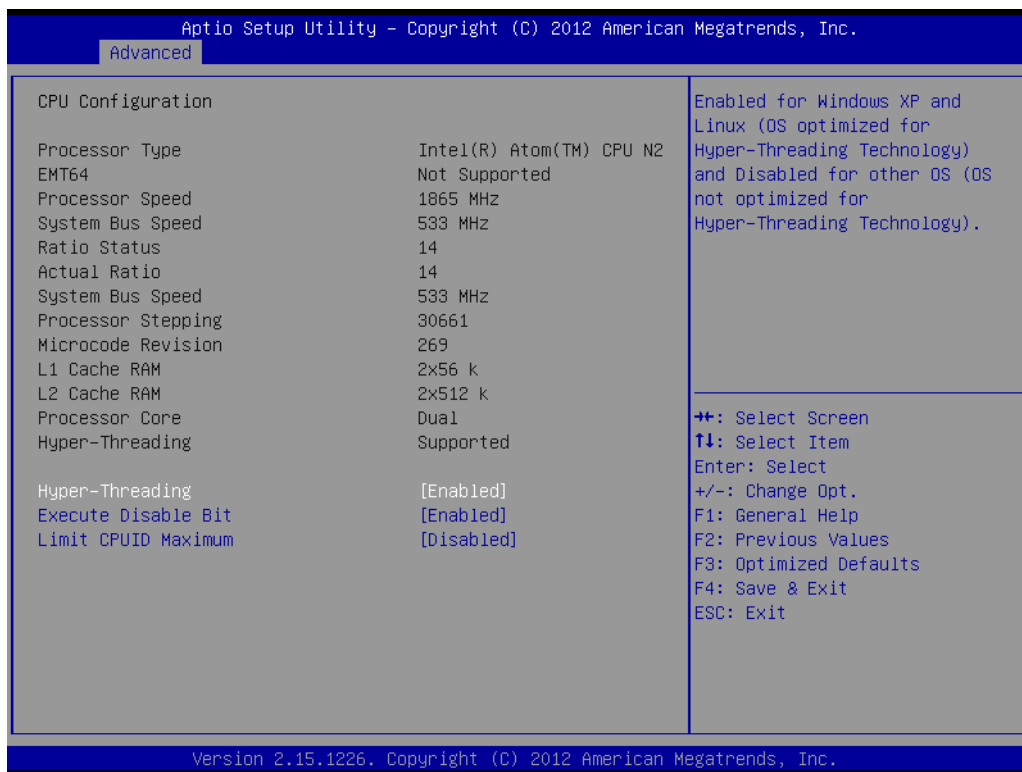 Aptio Setup Utility – Copyright (C) 2012 American Megatrends, Inc.
Advanced
CPU Configuration
Processor Type Intel(R) Atom(TM) CPU N2
EMT64 Not Supported
Processor Speed 1865 MHz
System Bus Speed 533 MHz
Ratio Status 14
Actual Ratio 14
System Bus Speed 533 MHz
Processor Stepping 30661
Microcode Revision 269
L1 Cache RAM 2x56 k
L2 Cache RAM 2x512 k
Processor Core Dual
Hyper-Threading Supported
Hyper-Threading [Enabled]
Execute Disable Bit [Enabled]
Limit CPUID Maximum [Disabled]
Enabled for Windows XP and
Linux (OS optimized for
Hyper-Threading Technology)
and Disabled for other OS (OS
not optimized for
Hyper-Threading Technology).
→←: Select Screen
↑↓: Select Item
Enter: Select
+/-: Change Opt.
F1: General Help
F2: Previous Values
F3: Optimized Defaults
F4: Save & Exit
ESC: Exit
Version 2.15.1226. Copyright (C) 2012 American Megatrends, Inc.